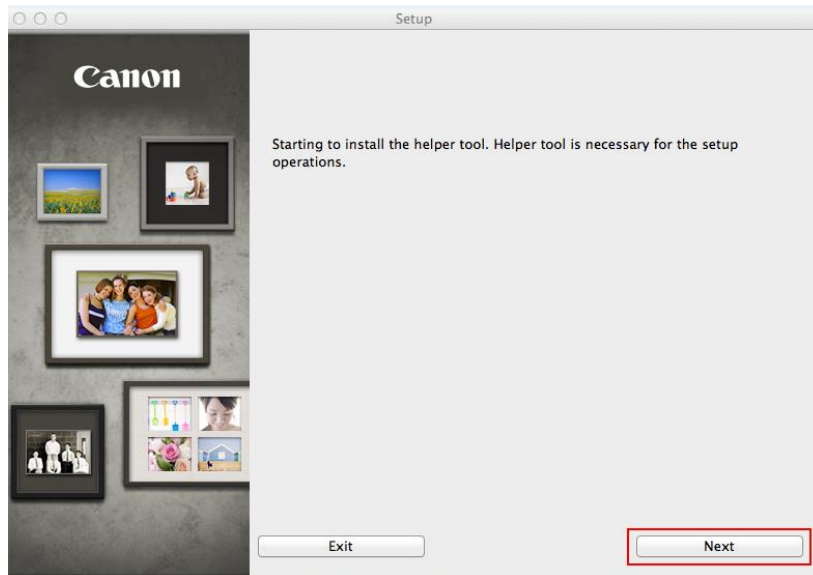 Setup
Canon
Starting to install the helper tool. Helper tool is necessary for the setup
operations.
Exit
Next